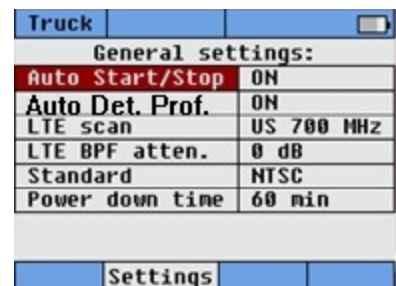 Truck
General settings:
Auto Start/Stop ON
Auto Det. Prof. ON
LTE scan US 700 MHz
LTE BPF atten. 0 dB
Standard NTSC
Power down time 60 min
Settings